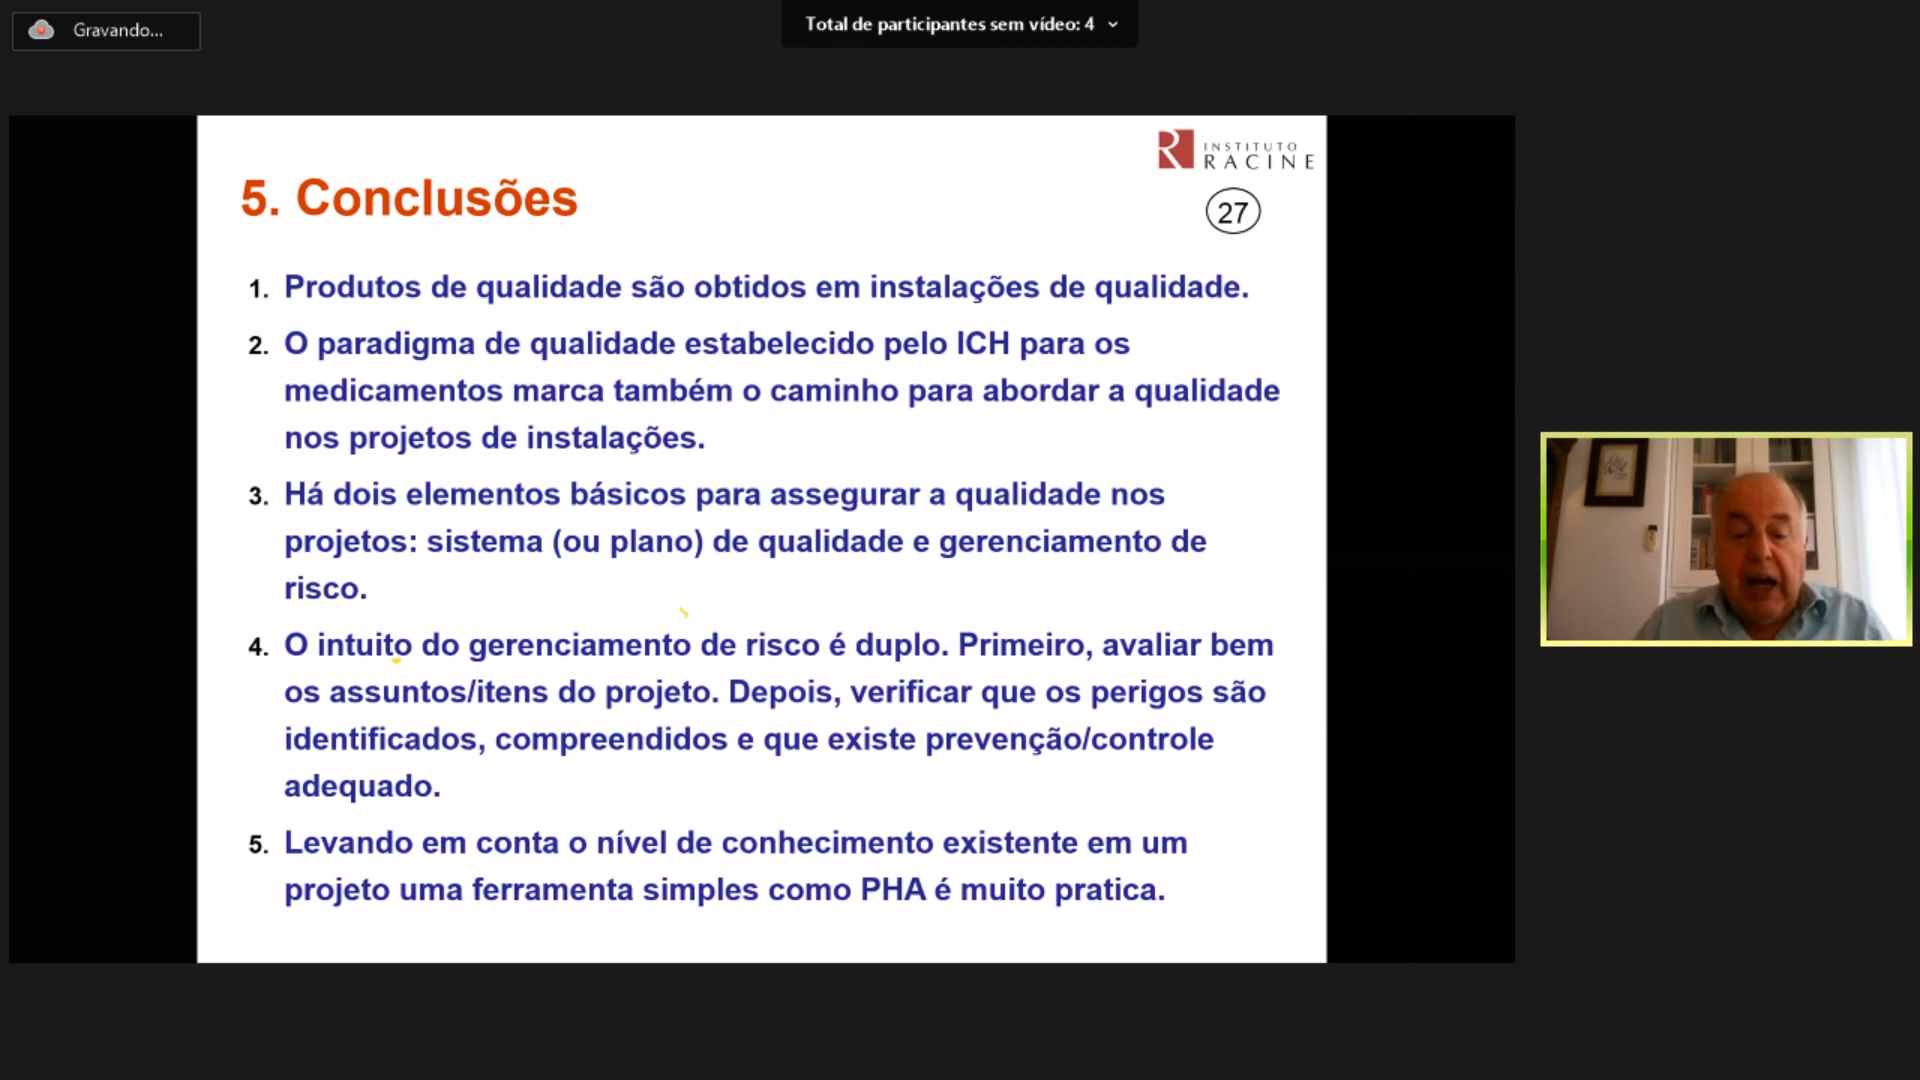 Gravando...
Total de participantes sem vídeo: 4
INSTITUTO
RACINE
5. Conclusões
27
1. Produtos de qualidade são obtidos em instalações de qualidade.
2. O paradigma de qualidade estabelecido pelo ICH para os
medicamentos marca também o caminho para abordar a qualidade
nos projetos de instalações.
3. Há dois elementos básicos para assegurar a qualidade nos
projetos: sistema (ou plano) de qualidade e gerenciamento de
risco.
4. O intuito do gerenciamento de risco é duplo. Primeiro, avaliar bem
os assuntos/itens do projeto. Depois, verificar que os perigos são
identificados, compreendidos e que existe prevenção/controle
adequado.
5. Levando em conta o nível de conhecimento existente em um
projeto uma ferramenta simples como PHA é muito pratica.